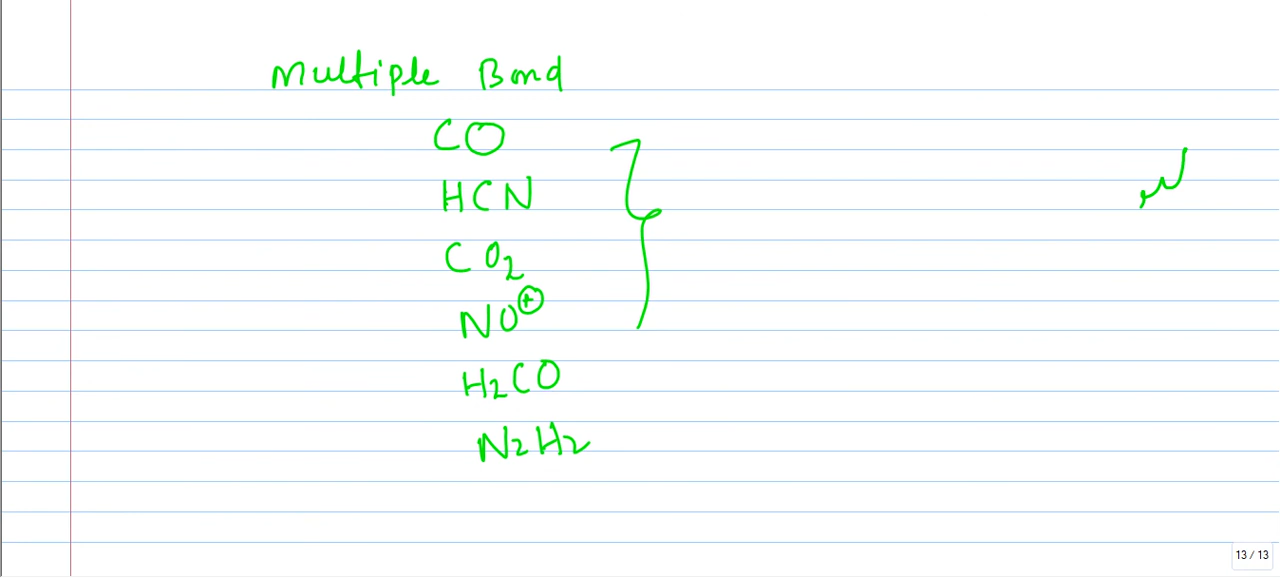 Multiple Bond
CO
HCN
CO2
NO⊕
H2CO
N2H2
13 / 13